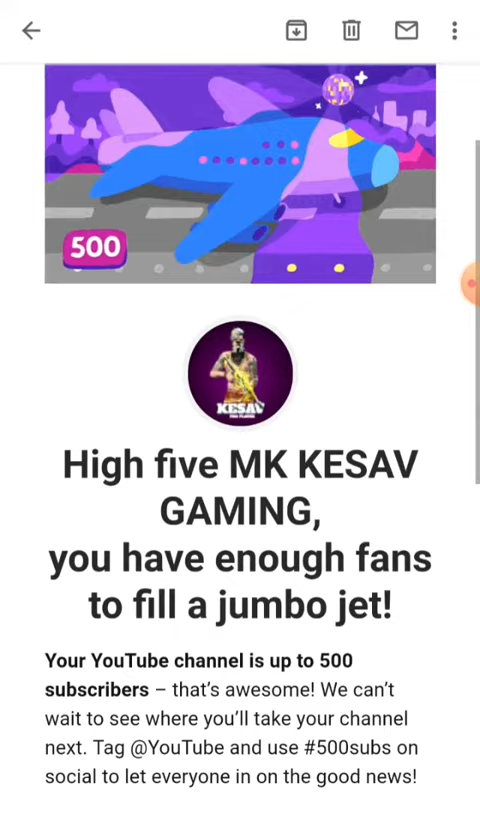 500
KESAV
High five MK KESAV
GAMING,
you have enough fans
to fill a jumbo jet!
Your YouTube channel is up to 500
subscribers – that's awesome! We can't
wait to see where you'll take your channel
next. Tag @YouTube and use #500subs on
social to let everyone in on the good news!